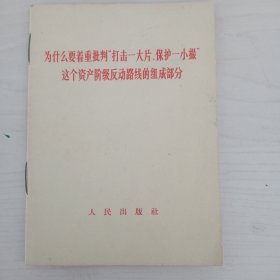 为什么要着重批判“打击一大片、保护一小撮”
这个资产阶级反动路线的组成部分
人民出版社